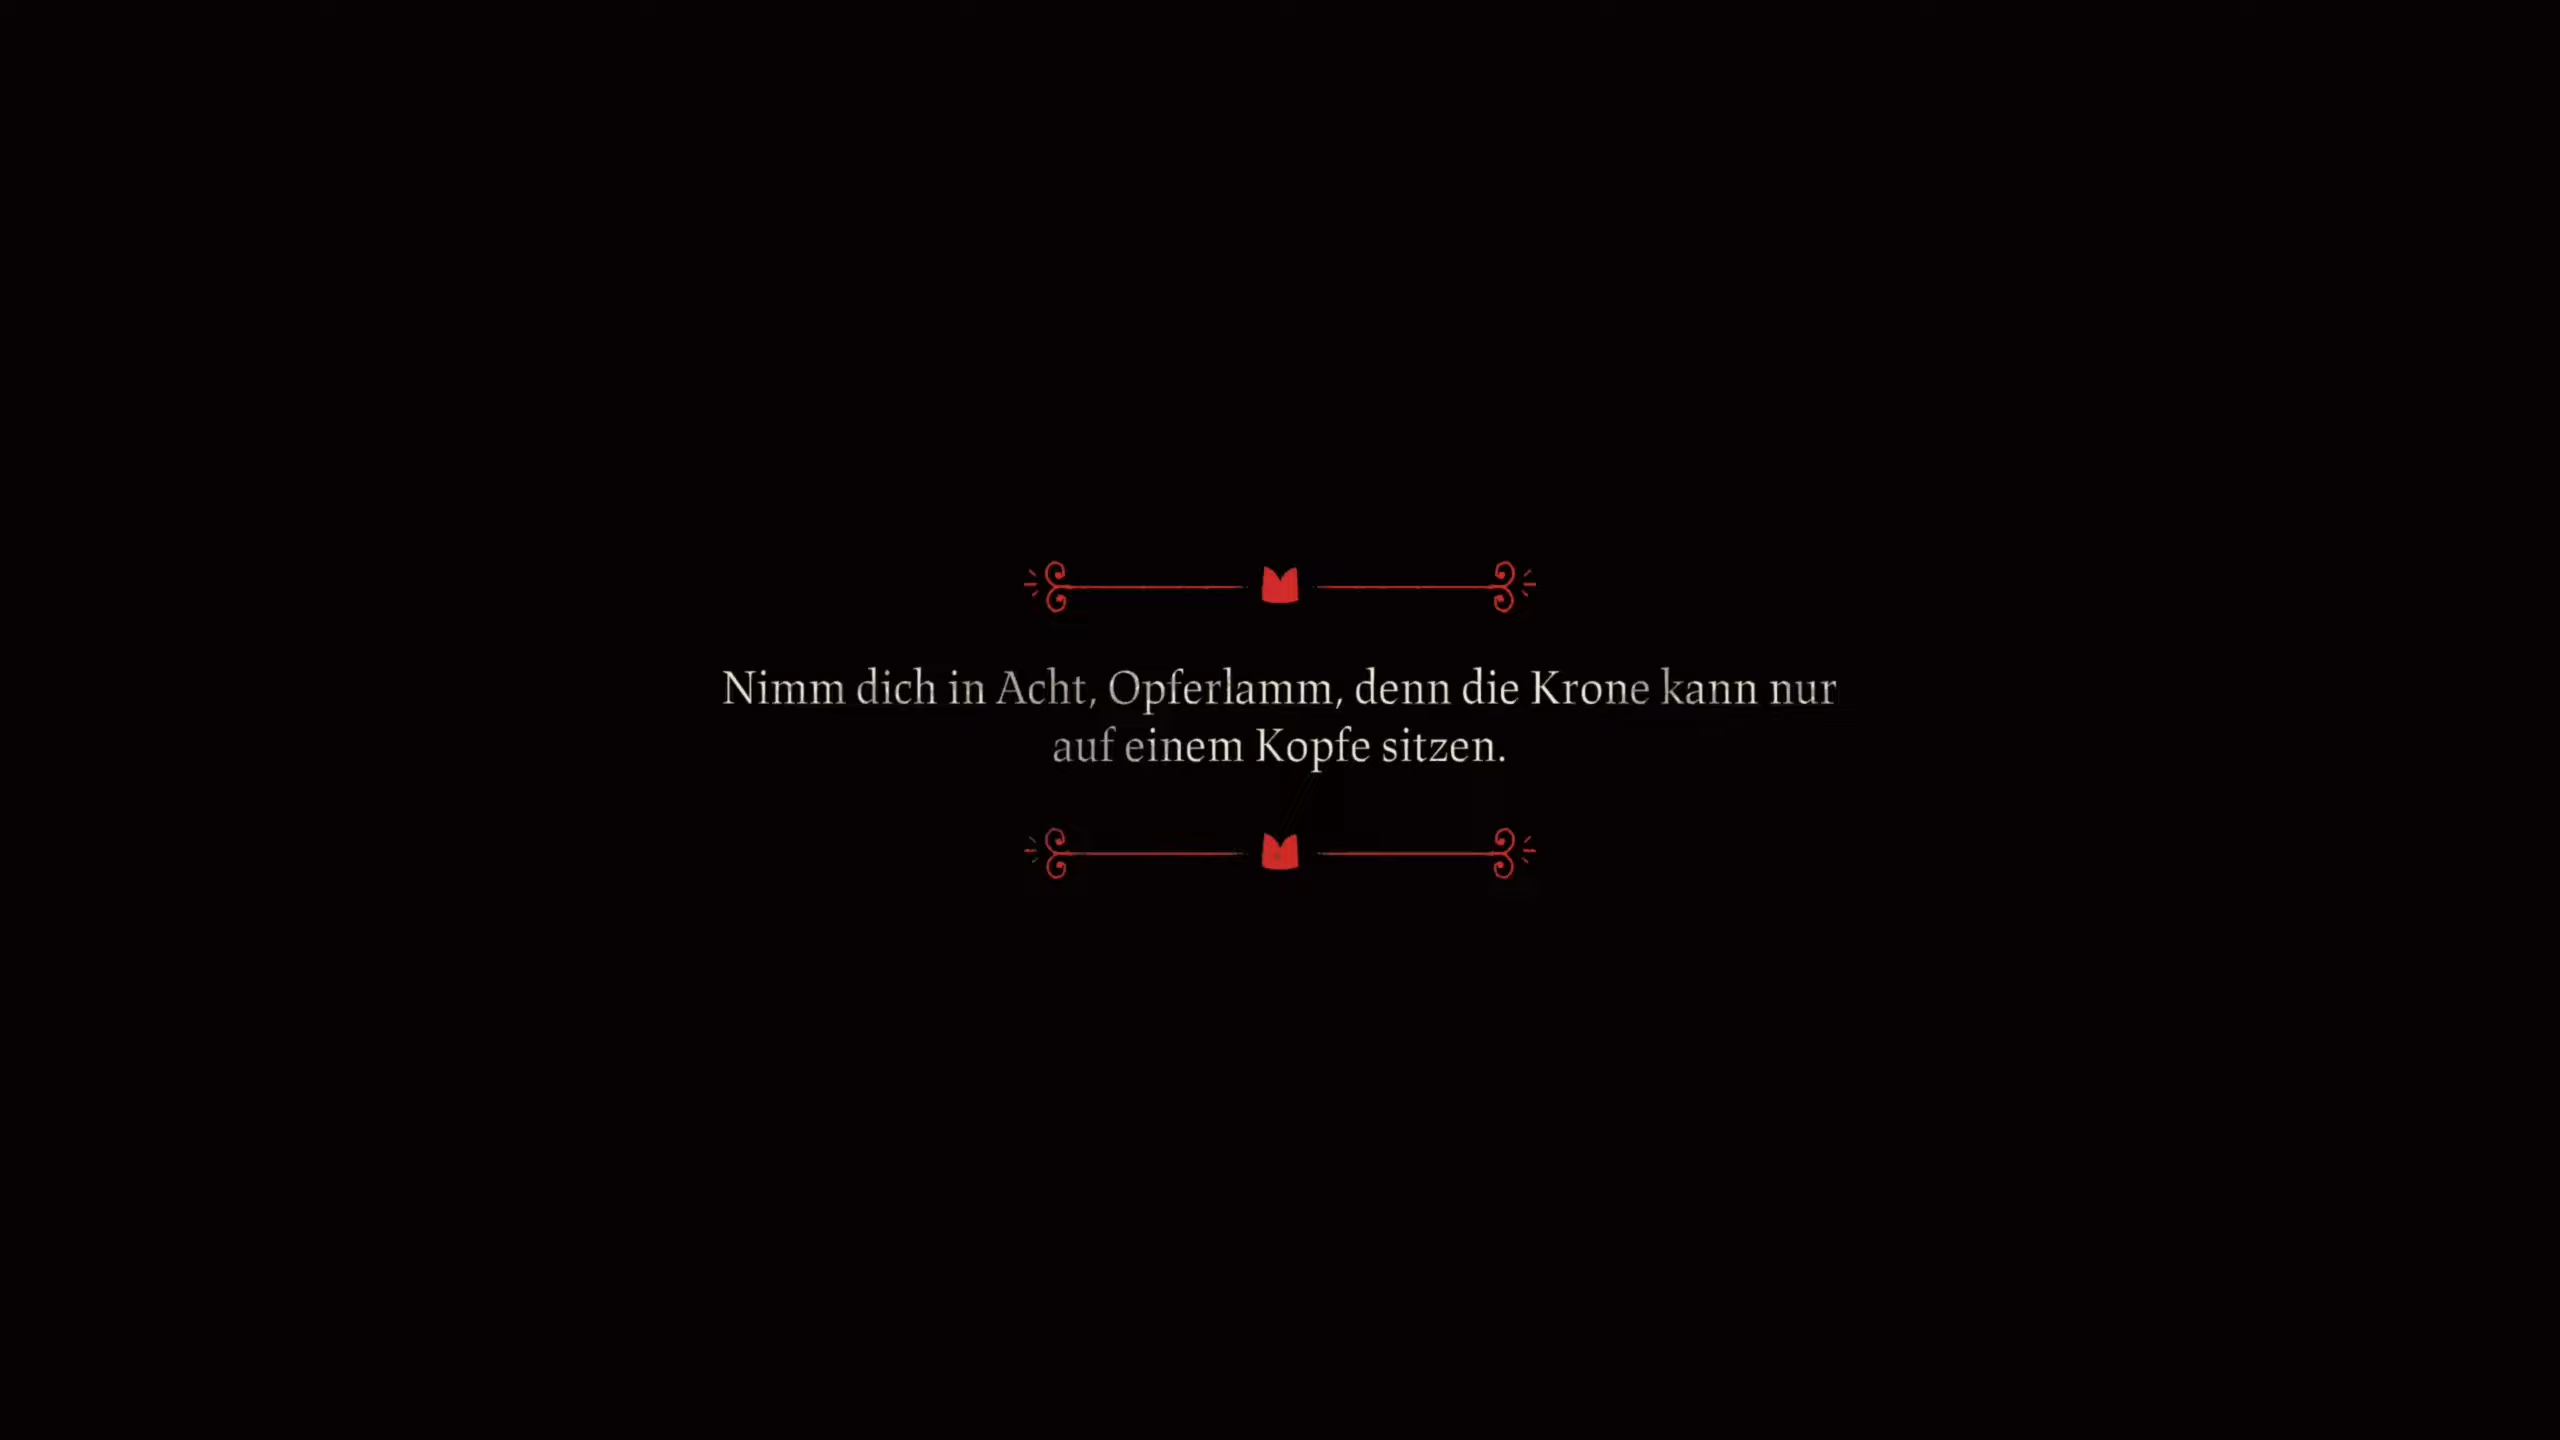 Nimm dich in Acht, Opferlamm, denn die Krone kann nur
auf einem Kopfe sitzen.